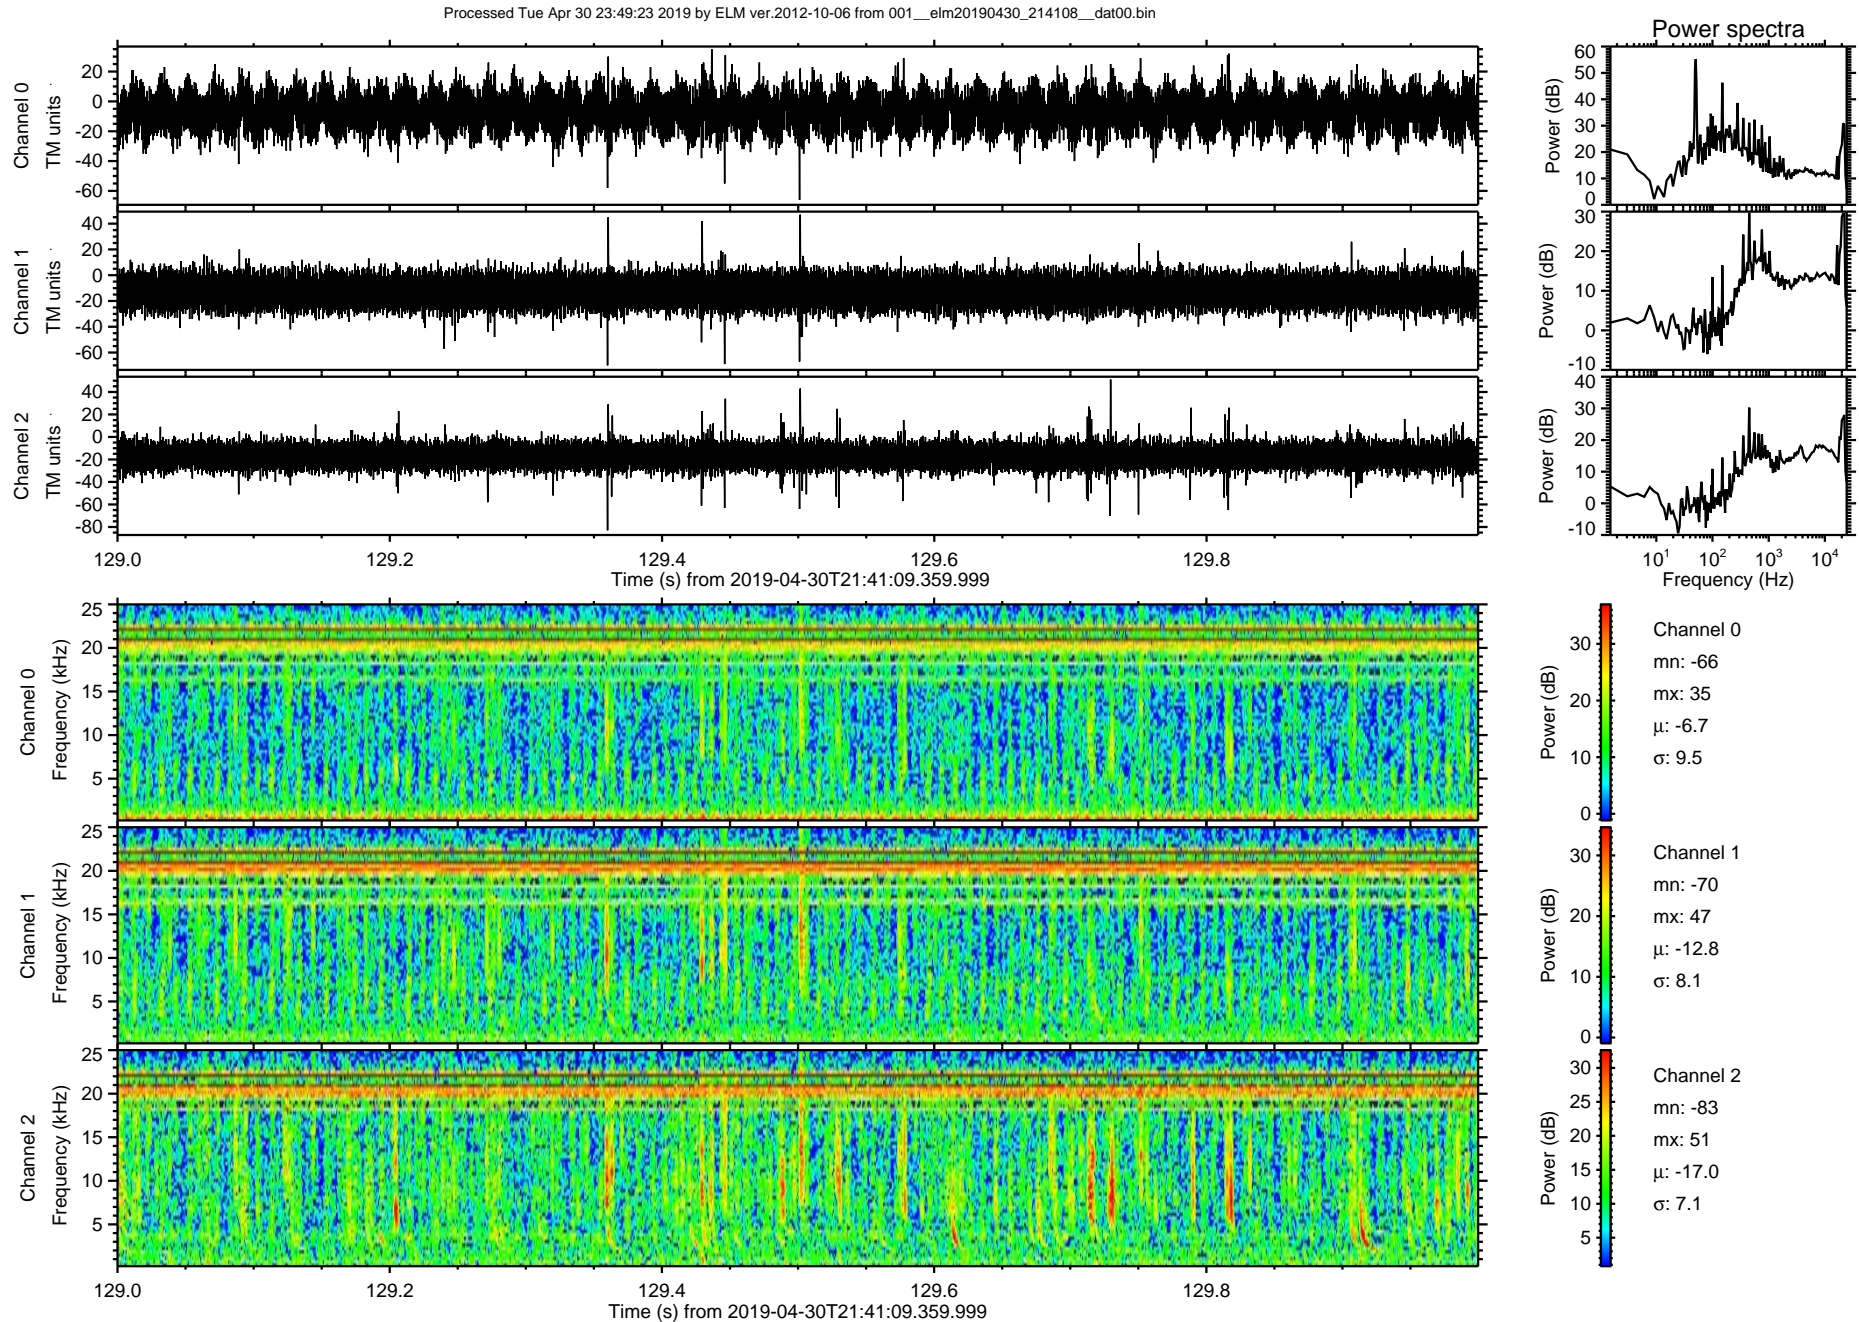 Processed Tue Apr 30 23:49:23 2019 by ELM ver.2012-10-06 from 001__elm20190430_214108__dat00.bin
Power spectra
Channel 0
TM units
20
0
-20
-40
-60
Power (dB)
60
50
40
30
20
10
0
Channel 1
TM units
40
20
0
-20
-40
-60
Power (dB)
30
20
10
0
-10
Channel 2
TM units
40
20
0
-20
-40
-60
-80
Power (dB)
40
30
20
10
0
-10
129.0 129.2 129.4 129.6 129.8
Time (s) from 2019-04-30T21:41:09.359.999
10¹ 10² 10³ 10⁴
Frequency (Hz)
Channel 0
Frequency (kHz)
25
20
15
10
5
Power (dB)
30
20
10
0
Channel 0
mn: -66
mx: 35
μ: -6.7
σ: 9.5
Channel 1
Frequency (kHz)
25
20
15
10
5
Power (dB)
30
20
10
0
Channel 1
mn: -70
mx: 47
μ: -12.8
σ: 8.1
Channel 2
Frequency (kHz)
25
20
15
10
5
Power (dB)
30
25
20
15
10
5
Channel 2
mn: -83
mx: 51
μ: -17.0
σ: 7.1
129.0 129.2 129.4 129.6 129.8
Time (s) from 2019-04-30T21:41:09.359.999